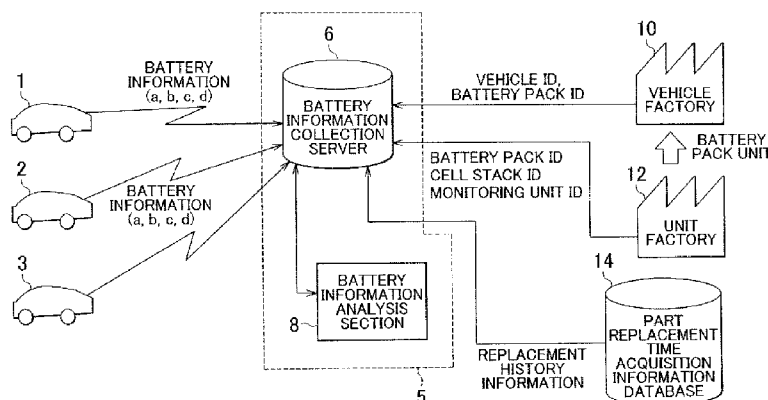 1
BATTERY
INFORMATION
(a, b, c, d)
2
BATTERY
INFORMATION
(a, b, c, d)
3
6
BATTERY
INFORMATION
COLLECTION
SERVER
BATTERY
INFORMATION
ANALYSIS
SECTION
8
5
VEHICLE ID,
BATTERY PACK ID
10
VEHICLE
FACTORY
BATTERY
PACK UNIT
BATTERY PACK ID
CELL STACK ID
MONITORING UNIT ID
12
UNIT
FACTORY
14
PART
REPLACEMENT
TIME
ACQUISITION
INFORMATION
DATABASE
REPLACEMENT
HISTORY
INFORMATION